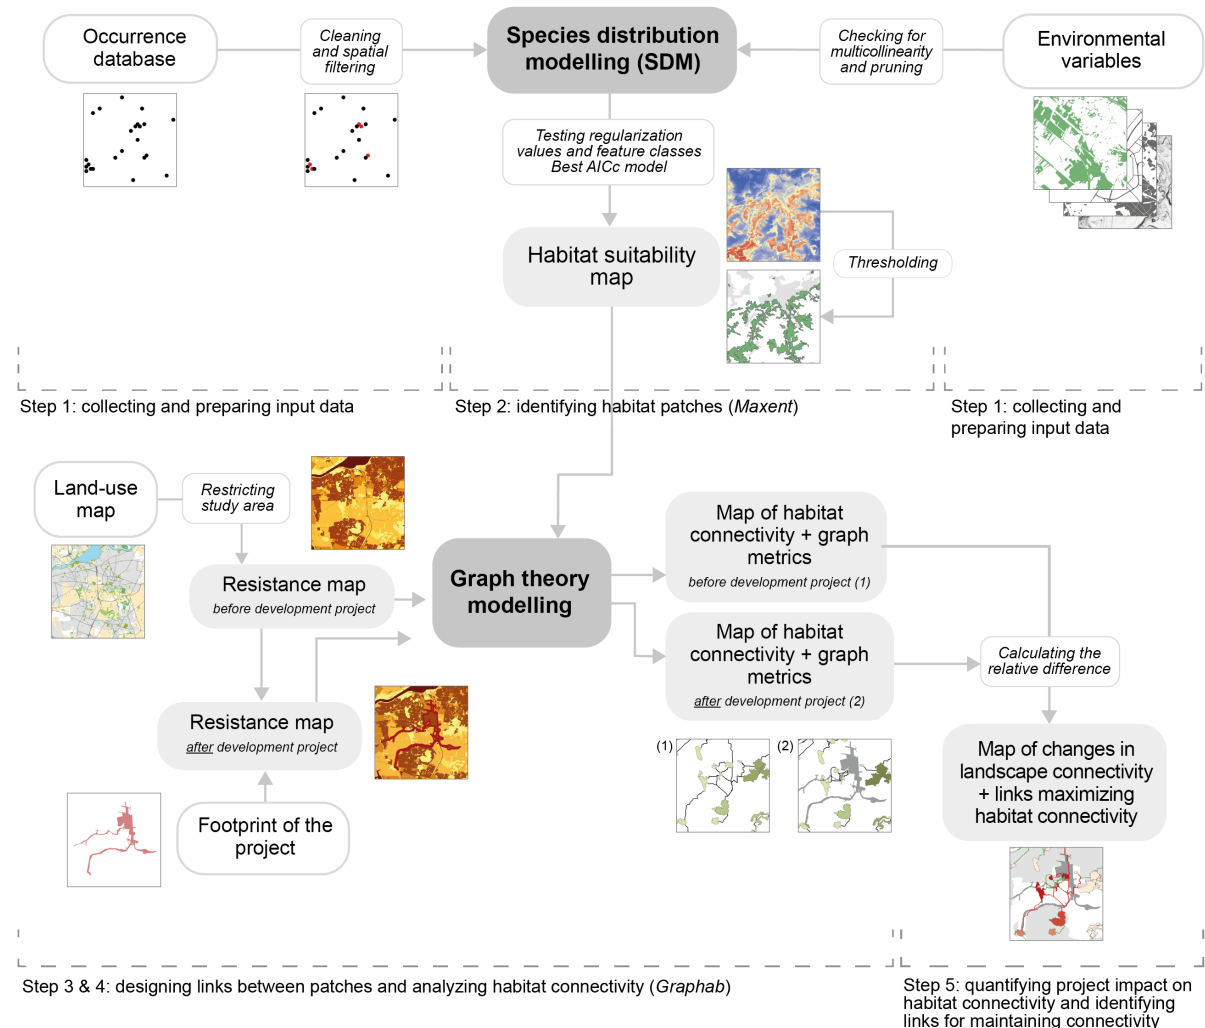 Occurrence
database
Cleaning
and spatial
filtering
Species distribution
modelling (SDM)
Checking for
multicollinearity
and pruning
Environmental
variables
Testing regularization
values and feature classes
Best AICc model
Habitat suitability
map
Thresholding
Step 1: collecting and preparing input data
Step 2: identifying habitat patches (Maxent)
Step 1: collecting and
preparing input data
Land-use
map
Restricting
study area
Resistance map
before development project
Graph theory
modelling
Map of habitat
connectivity + graph
metrics
before development project (1)
Map of habitat
connectivity + graph
metrics
after development project (2)
Calculating the
relative difference
Resistance map
after development project
Footprint of the
project
(1)
(2)
Map of changes in
landscape connectivity
+ links maximizing
habitat connectivity
Step 3 & 4: designing links between patches and analyzing habitat connectivity (Graphab)
Step 5: quantifying project impact on
habitat connectivity and identifying
links for maintaining connectivity